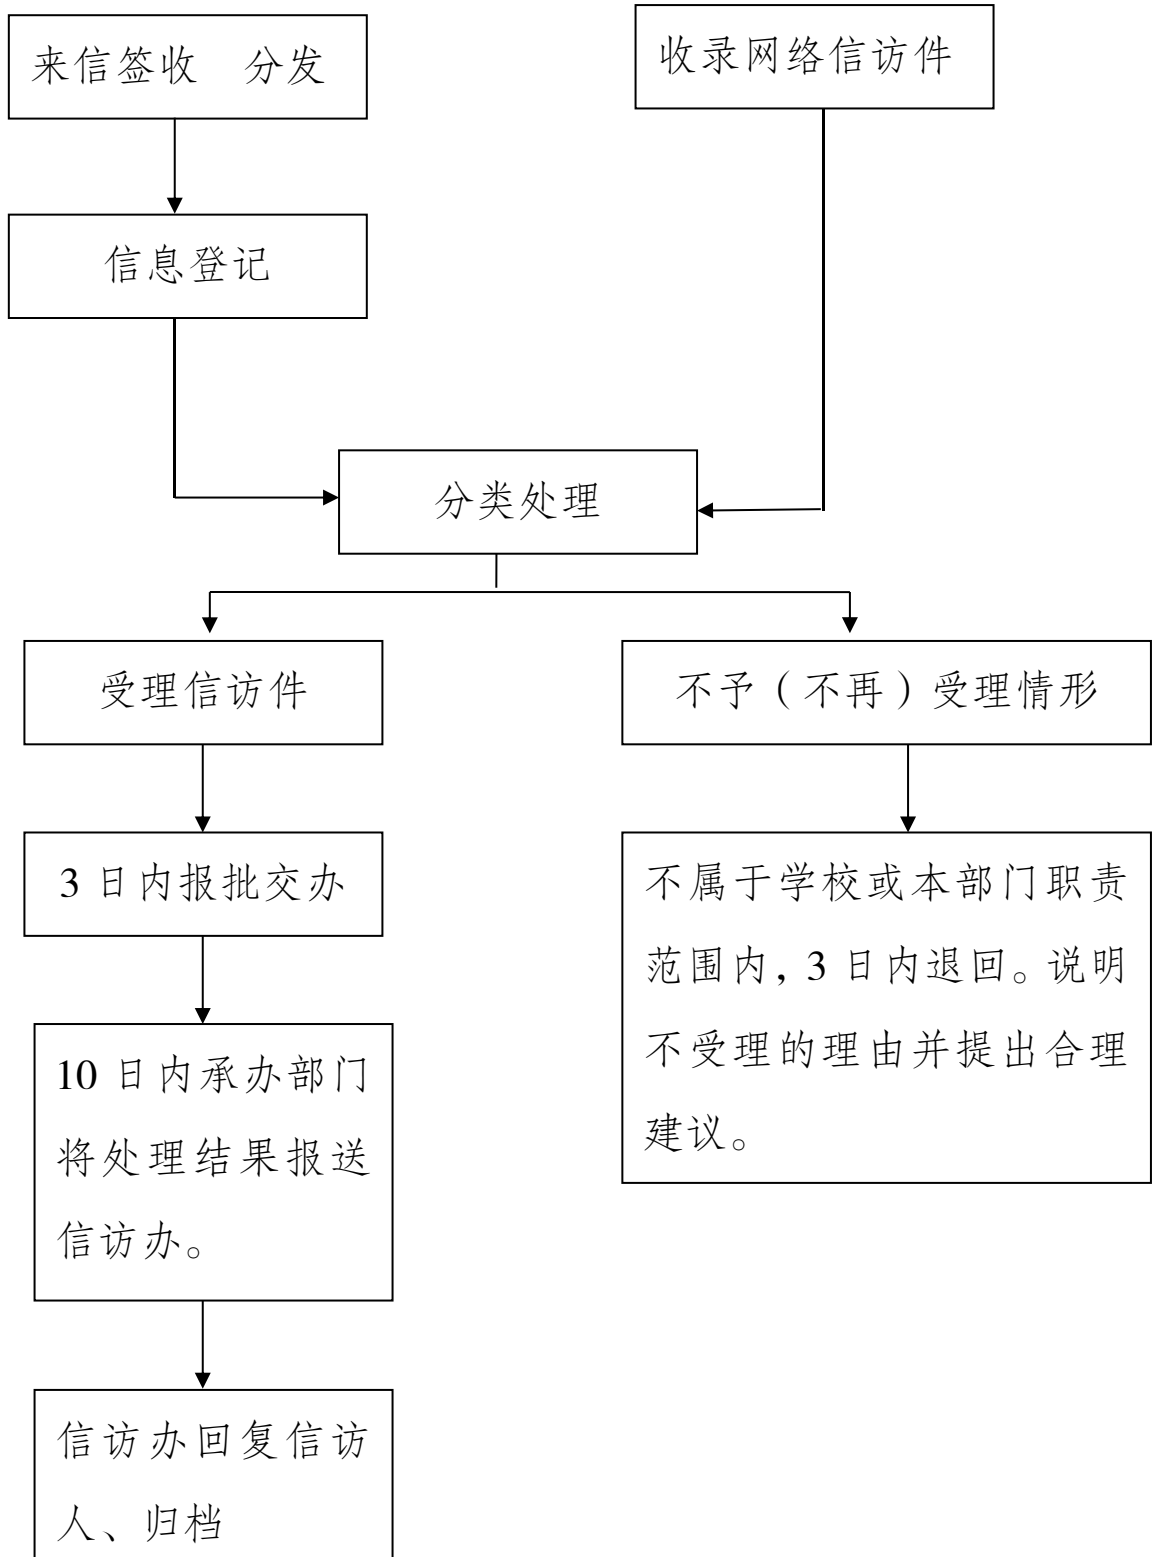 来信签收 分发
收录网络信访件
信息登记
分类处理
受理信访件
不予（不再）受理情形
3 日内报批交办
不属于学校或本部门职责
范围内，3 日内退回。说明
不受理的理由并提出合理
建议。
10 日内承办部门
将处理结果报送
信访办。
信访办回复信访
人、归档